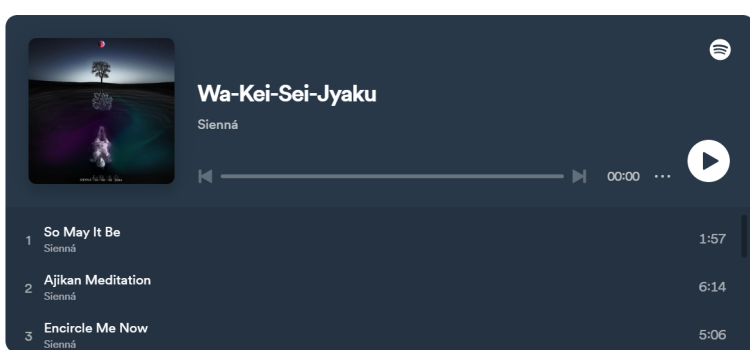 Wa-Kei-Sei-Jyaku
Sienná
00:00
1 So May It Be 1:57
Sienná
2 Ajikan Meditation 6:14
Sienná
3 Encircle Me Now 5:06
Sienná